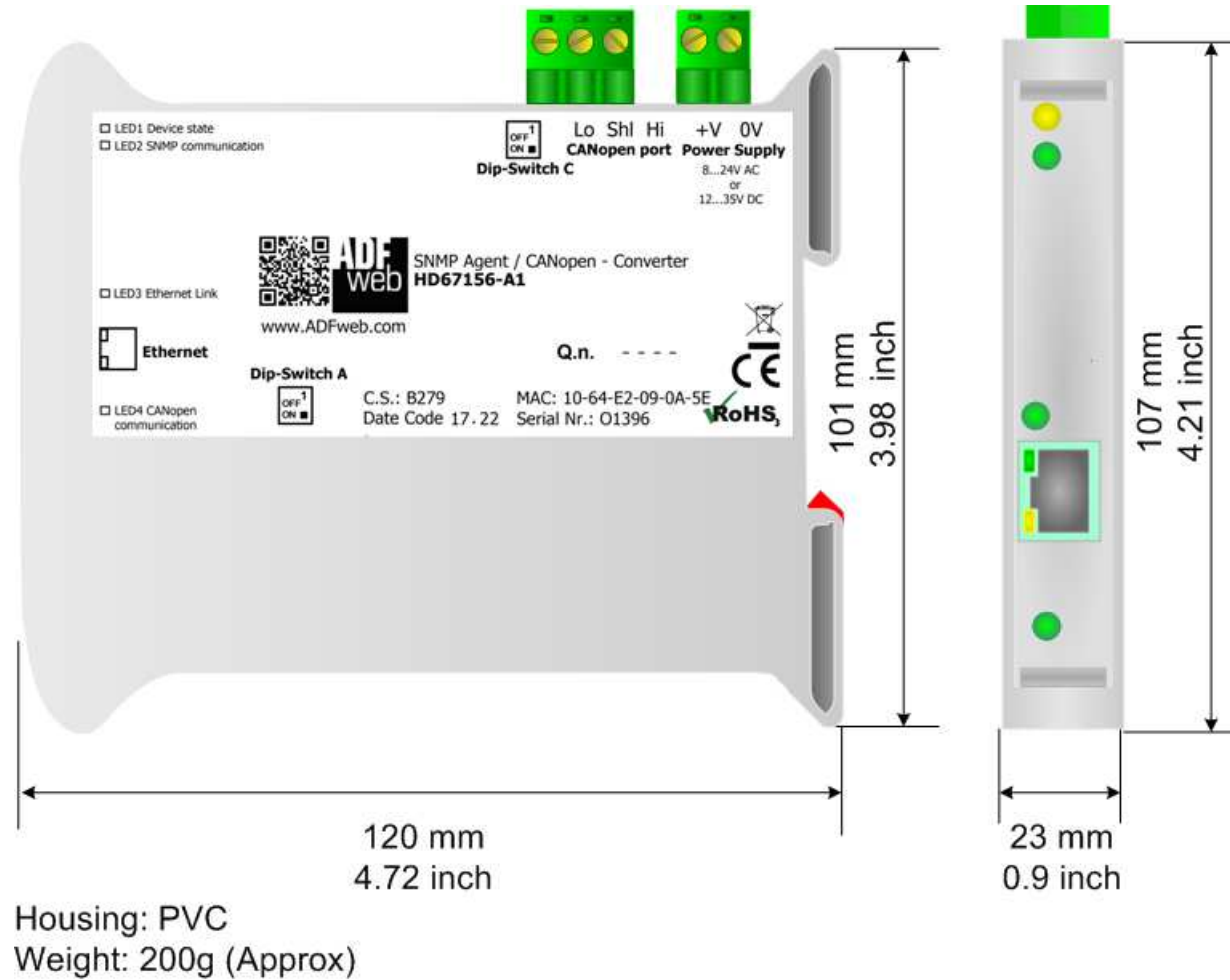 LED1 Device state
LED2 SNMP communication
OFF 1
ON
Dip-Switch C
Lo Shl Hi
CANopen port
+V 0V
Power Supply
8...24V AC
or
12...35V DC
ADF
web
www.ADFweb.com
SNMP Agent / CANopen - Converter
HD67156-A1
LED3 Ethernet Link
Ethernet
Q.n. - - - -
CE
Dip-Switch A
OFF 1
ON
LED4 CANopen
communication
C.S.: B279
Date Code 17.22
MAC: 10-64-E2-09-0A-5E
Serial Nr.: O1396
RoHS3
101 mm
3.98 inch
107 mm
4.21 inch
120 mm
4.72 inch
23 mm
0.9 inch
Housing: PVC
Weight: 200g (Approx)